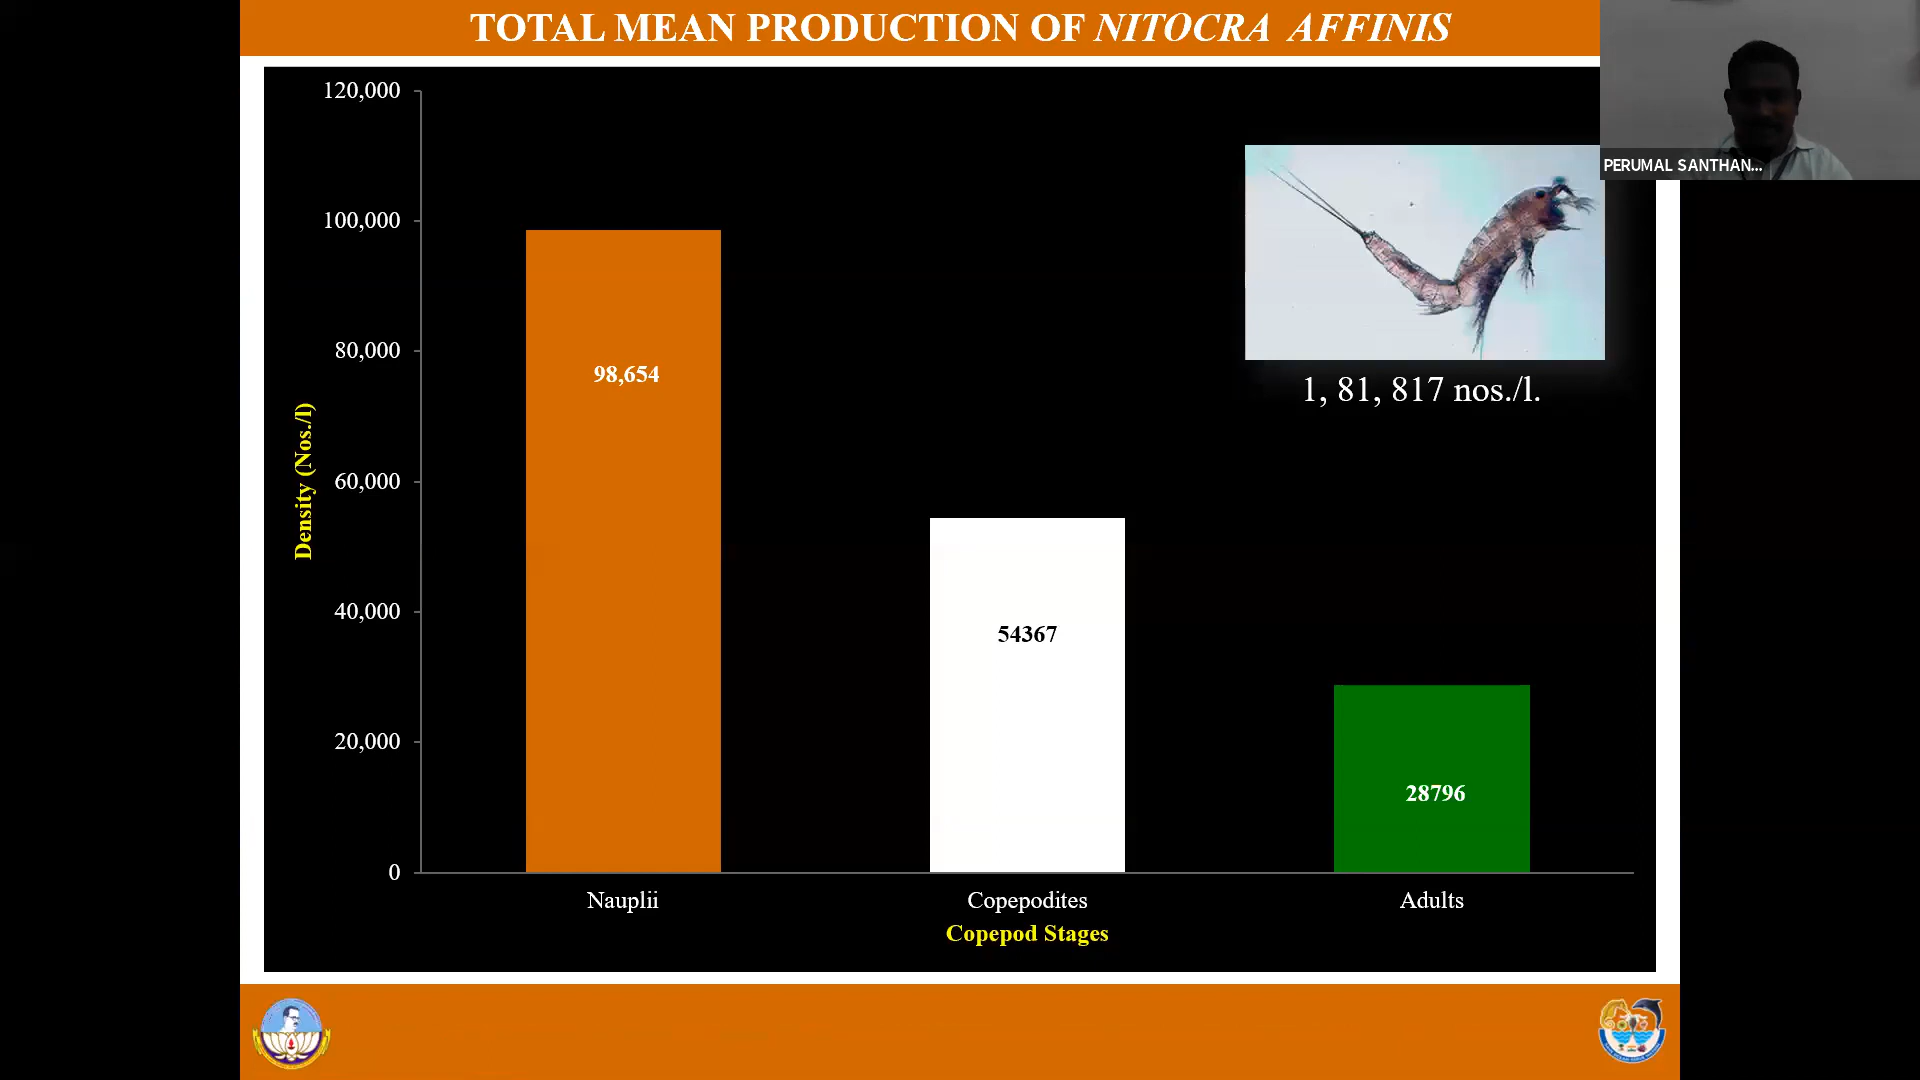 TOTAL MEAN PRODUCTION OF NITOCRA AFFINIS
PERUMAL SANTHAN...
120,000
100,000
80,000
60,000
40,000
20,000
0
Density (Nos./l)
98,654
54367
28796
1, 81, 817 nos./l.
Nauplii
Copepodites
Adults
Copepod Stages